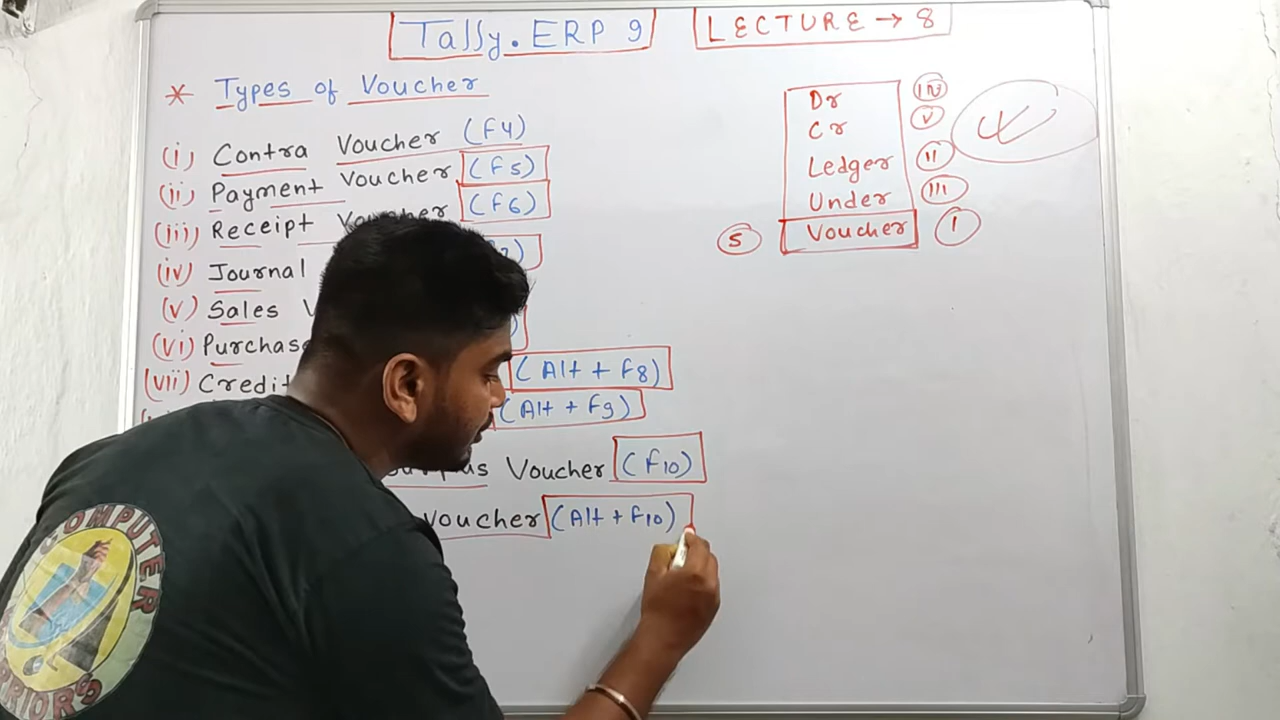 Tally.ERP 9
LECTURE → 8
* Types of Voucher
(i) Contra Voucher (F4)
(ii) Payment Voucher (F5)
(iii) Receipt Voucher (F6)
(iv) Journal
(v) Sales V
(vi) Purchase
(vii) Credit (Alt + F8)
(Alt + F9)
Voucher (F10)
Voucher (Alt + F10)
Dr IV
Cr V
Ledger II
Under III
5 Voucher I
COMPUTER